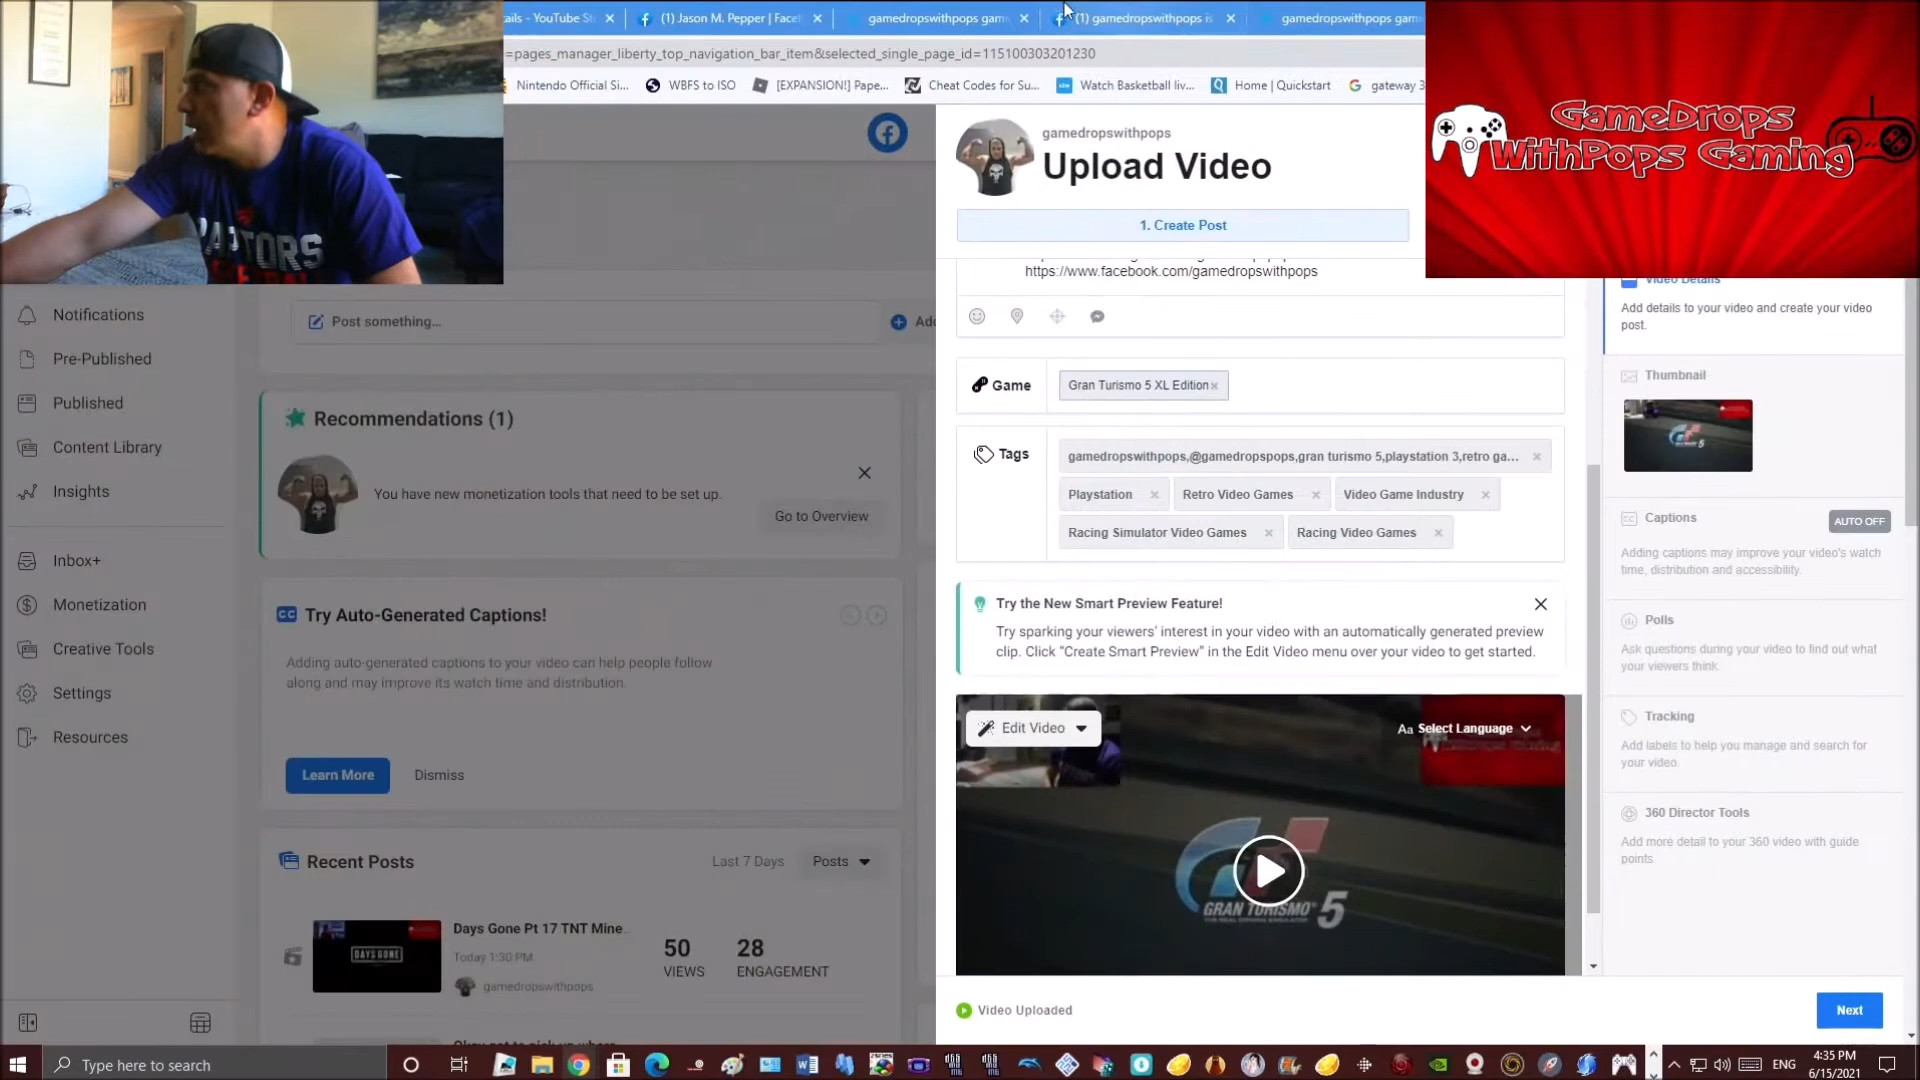 ails - YouTube St
(1) Jason M. Pepper | Facel
gamedropswithpops gam
(1) gamedropswithpops is
gamedropswithpops gam
=pages_manager_liberty_top_navigation_bar_item&selected_single_page_id=115100303201230
Nintendo Official Si...
WBFS to ISO
[EXPANSION!] Pape...
Cheat Codes for Su...
Watch Basketball liv...
Home | Quickstart
gateway 3
GameDrops
WithPops Gaming
gamedropswithpops
Upload Video
1. Create Post
https://www.facebook.com/gamedropswithpops
Video Details
Add details to your video and create your video
post.
Notifications
Pre-Published
Published
Content Library
Insights
Inbox+
Monetization
Creative Tools
Settings
Resources
Post something...
Add
Recommendations (1)
You have new monetization tools that need to be set up.
Go to Overview
CC Try Auto-Generated Captions!
Adding auto-generated captions to your video can help people follow
along and may improve its watch time and distribution.
Learn More
Dismiss
Recent Posts
Last 7 Days
Posts
DAYS GONE
Days Gone Pt 17 TNT Mine
Today 1:30 PM
gamedropswithpops
50
VIEWS
28
ENGAGEMENT
Game
Gran Turismo 5 XL Edition
Tags
gamedropswithpops,@gamedropspops,gran turismo 5,playstation 3,retro ga...
Playstation
Retro Video Games
Video Game Industry
Racing Simulator Video Games
Racing Video Games
Try the New Smart Preview Feature!
Try sparking your viewers' interest in your video with an automatically generated preview
clip. Click "Create Smart Preview" in the Edit Video menu over your video to get started.
Edit Video
Aa Select Language
GRAN TURISMO 5
THE REAL DRIVING SIMULATOR
Video Uploaded
Next
Thumbnail
5
CC Captions
AUTO OFF
Adding captions may improve your video's watch
time, distribution and accessibility.
Polls
Ask questions during your video to find out what
your viewers think.
Tracking
Add labels to help you manage and search for
your video.
360 Director Tools
Add more detail to your 360 video with guide
points.
Type here to search
ENG
4:35 PM
6/15/2021